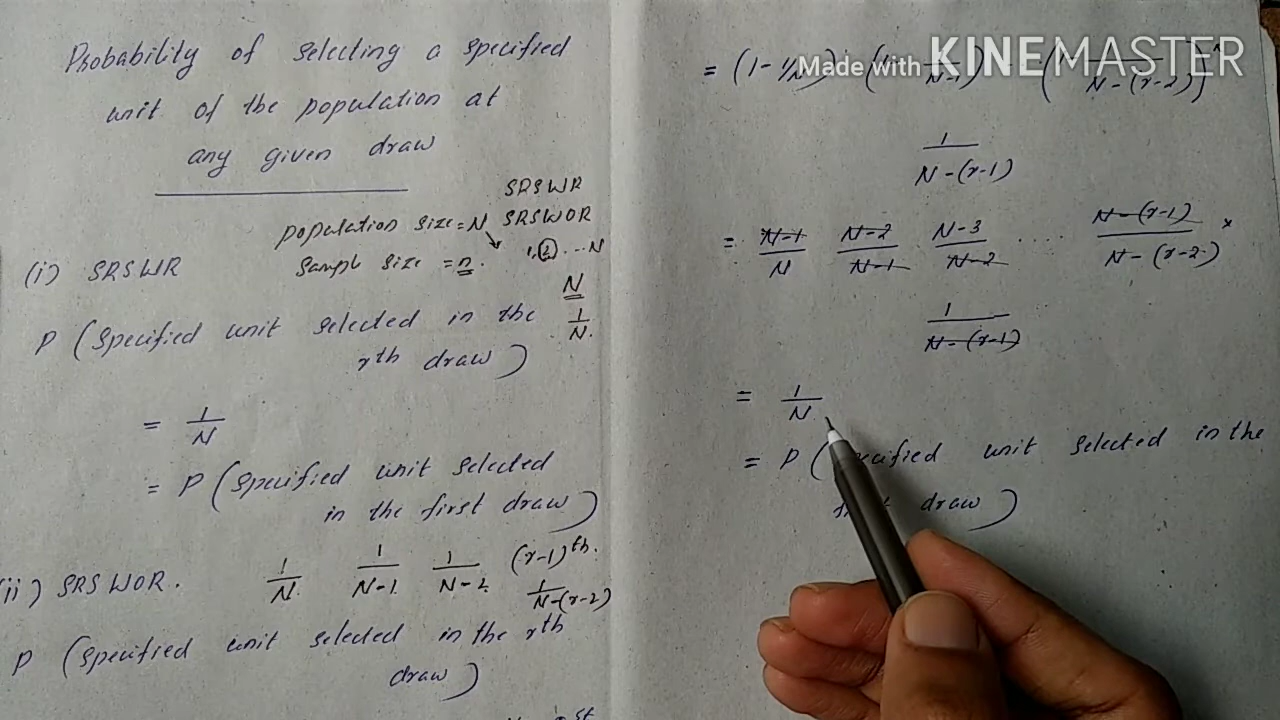 Probability of selecting a specified
unit of the population at
any given draw
SRSWR
population size = N SRSWOR
(i) SRSWR sample size = n. 1, 2, ... N
N
P (specified unit selected in the 1/N.
rth draw)
= 1/N
= P (specified unit selected
in the first draw)
(ii) SRSWOR. 1/N. 1/N-1 1/N-2 (r-1)th. 1/N-(r-2)
P (specified unit selected in the rth
draw)
Made with KINEMASTER
= (1 - 1/N) N-1) (N-(r-2))
1/N-(r-1)
= N-1/N N-2/N-1 N-3/N-2 .... N-(r-1)/N-(r-2) ×
1/N-(r-1)
= 1/N
= P ( unit selected in the
draw)